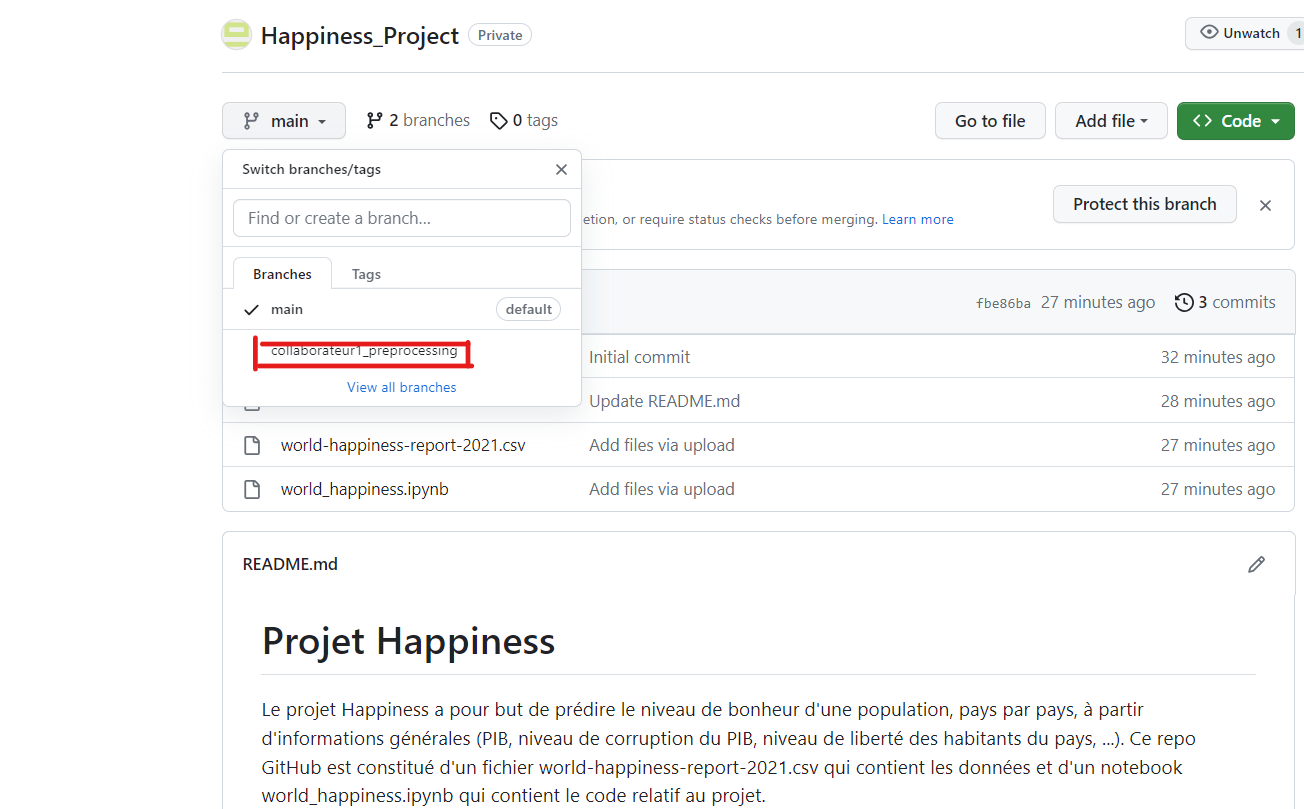 Happiness_Project Private
Unwatch 1
main 2 branches 0 tags
Go to file Add file Code
Switch branches/tags
Find or create a branch...
etion, or require status checks before merging. Learn more
Protect this branch
Branches Tags
main default
fbe86ba 27 minutes ago 3 commits
collaborateur1_preprocessing
Initial commit 32 minutes ago
View all branches
Update README.md 28 minutes ago
world-happiness-report-2021.csv Add files via upload 27 minutes ago
world_happiness.ipynb Add files via upload 27 minutes ago
README.md
Projet Happiness
Le projet Happiness a pour but de prédire le niveau de bonheur d'une population, pays par pays, à partir
d'informations générales (PIB, niveau de corruption du PIB, niveau de liberté des habitants du pays, ...). Ce repo
GitHub est constitué d'un fichier world-happiness-report-2021.csv qui contient les données et d'un notebook
world_happiness.ipynb qui contient le code relatif au projet.